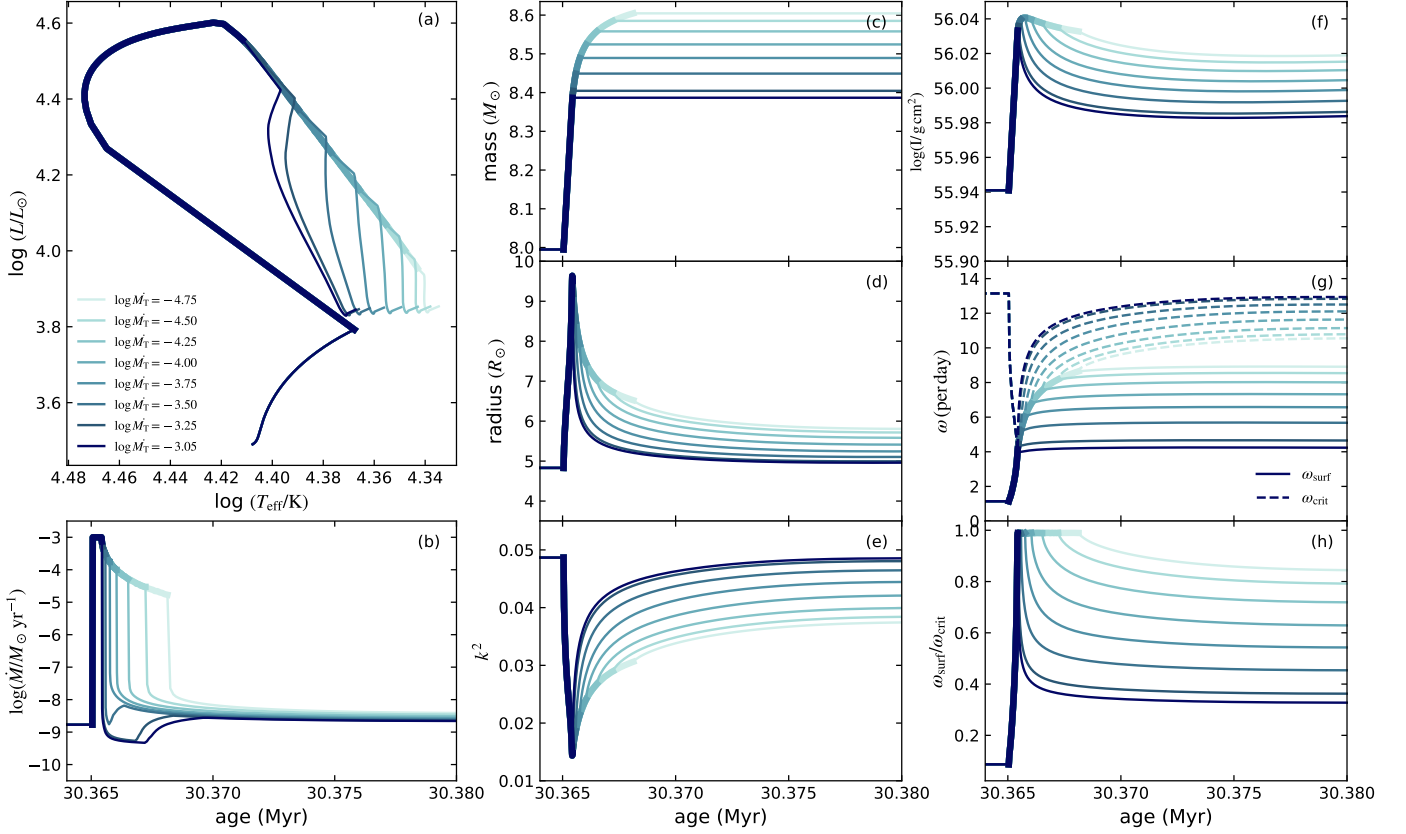 (a)
4.6
4.4
4.2
4.0
3.8
3.6
log (L/L⊙)
log Ṁ_T = −4.75
log Ṁ_T = −4.50
log Ṁ_T = −4.25
log Ṁ_T = −4.00
log Ṁ_T = −3.75
log Ṁ_T = −3.50
log Ṁ_T = −3.25
log Ṁ_T = −3.05
4.48 4.46 4.44 4.42 4.40 4.38 4.36 4.34
log (T_eff/K)
(b)
−3
−4
−5
−6
−7
−8
−9
−10
log(Ṁ/M⊙ yr⁻¹)
30.365 30.370 30.375 30.380
age (Myr)
(c)
8.6
8.5
8.4
8.3
8.2
8.1
8.0
mass (M⊙)
(d)
10
9
8
7
6
5
4
radius (R⊙)
(e)
0.05
0.04
0.03
0.02
0.01
k²
30.365 30.370 30.375 30.380
age (Myr)
(f)
56.04
56.02
56.00
55.98
55.96
55.94
55.92
55.90
log(I/g cm²)
(g)
14
12
10
8
6
4
2
0
ω (per day)
ω_surf
ω_crit
(h)
1.0
0.8
0.6
0.4
0.2
ω_surf/ω_crit
30.365 30.370 30.375 30.380
age (Myr)